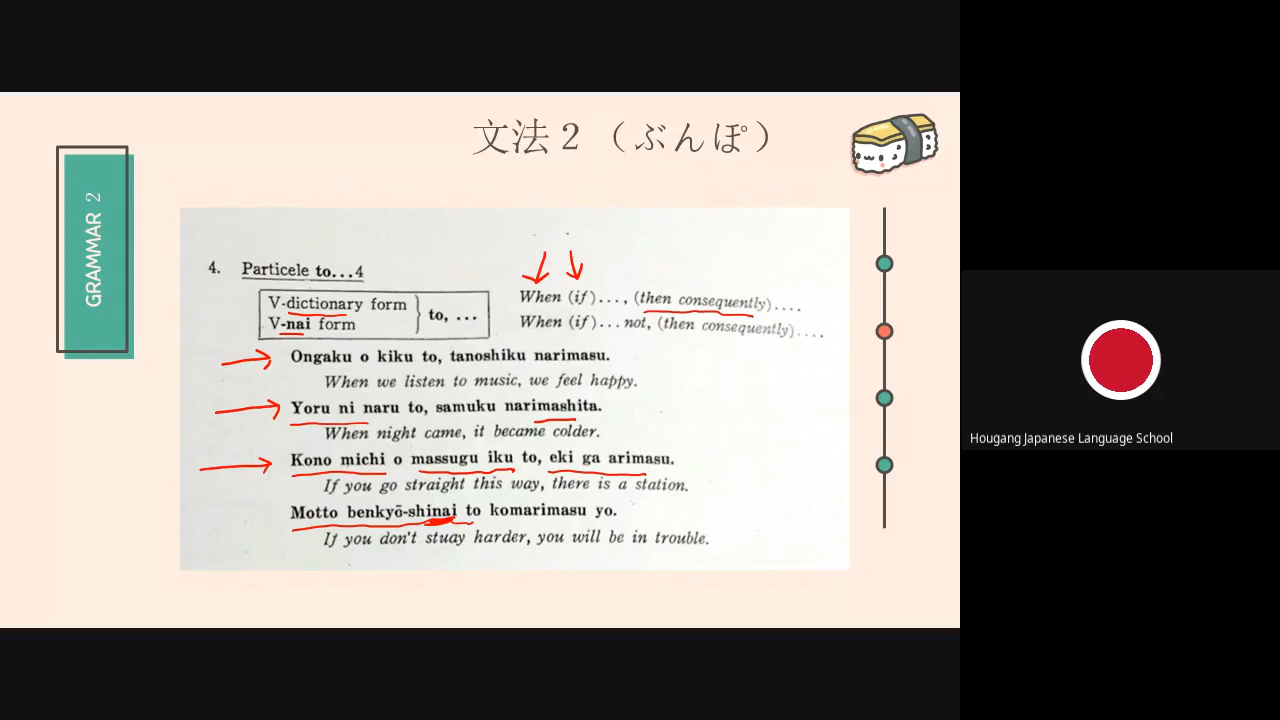 文法２（ぶんぽ）
GRAMMAR 2
4. Particele to...4
V-dictionary form
V-nai form
to, ...
When (if)..., (then consequently)....
When (if)...not, (then consequently)....
Ongaku o kiku to, tanoshiku narimasu.
When we listen to music, we feel happy.
Yoru ni naru to, samuku narimashita.
When night came, it became colder.
Kono michi o massugu iku to, eki ga arimasu.
If you go straight this way, there is a station.
Motto benkyō-shinai to komarimasu yo.
If you don't stuay harder, you will be in trouble.
Hougang Japanese Language School